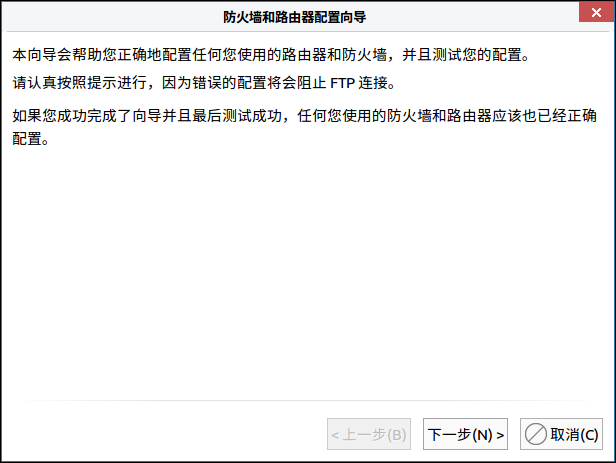 防火墙和路由器配置向导
本向导会帮助您正确地配置任何您使用的路由器和防火墙，并且测试您的配置。
请认真按照提示进行，因为错误的配置将会阻止 FTP 连接。
如果您成功完成了向导并且最后测试成功，任何您使用的防火墙和路由器应该也已经正确
配置。
< 上一步(B)
下一步(N) >
取消(C)